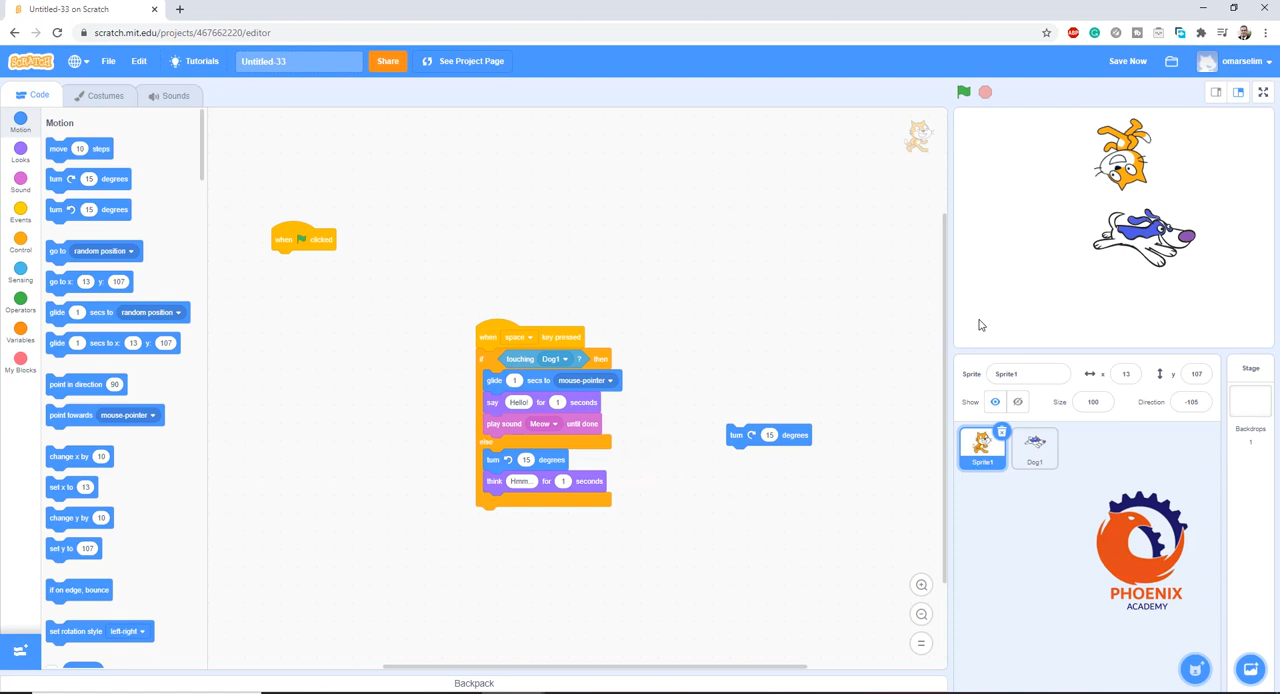 Untitled-33 on Scratch
scratch.mit.edu/projects/467662220/editor
ABP
SCRATCH
File
Edit
Tutorials
Untitled-33
Share
See Project Page
Save Now
omarselim
Code
Costumes
Sounds
Motion
Looks
Sound
Events
Control
Sensing
Operators
Variables
My Blocks
Motion
move 10 steps
turn 15 degrees
turn 15 degrees
go to random position
go to x: 13 y: 107
glide 1 secs to random position
glide 1 secs to x: 13 y: 107
point in direction 90
point towards mouse-pointer
change x by 10
set x to 13
change y by 10
set y to 107
if on edge, bounce
set rotation style left-right
when clicked
when space key pressed
if touching Dog1 ? then
glide 1 secs to mouse-pointer
say Hello! for 1 seconds
play sound Meow until done
else
turn 15 degrees
think Hmm... for 1 seconds
turn 15 degrees
Backpack
Sprite Sprite1 x 13 y 107
Show Size 100 Direction -105
Sprite1
Dog1
Stage
Backdrops
1
PHOENIX
ACADEMY